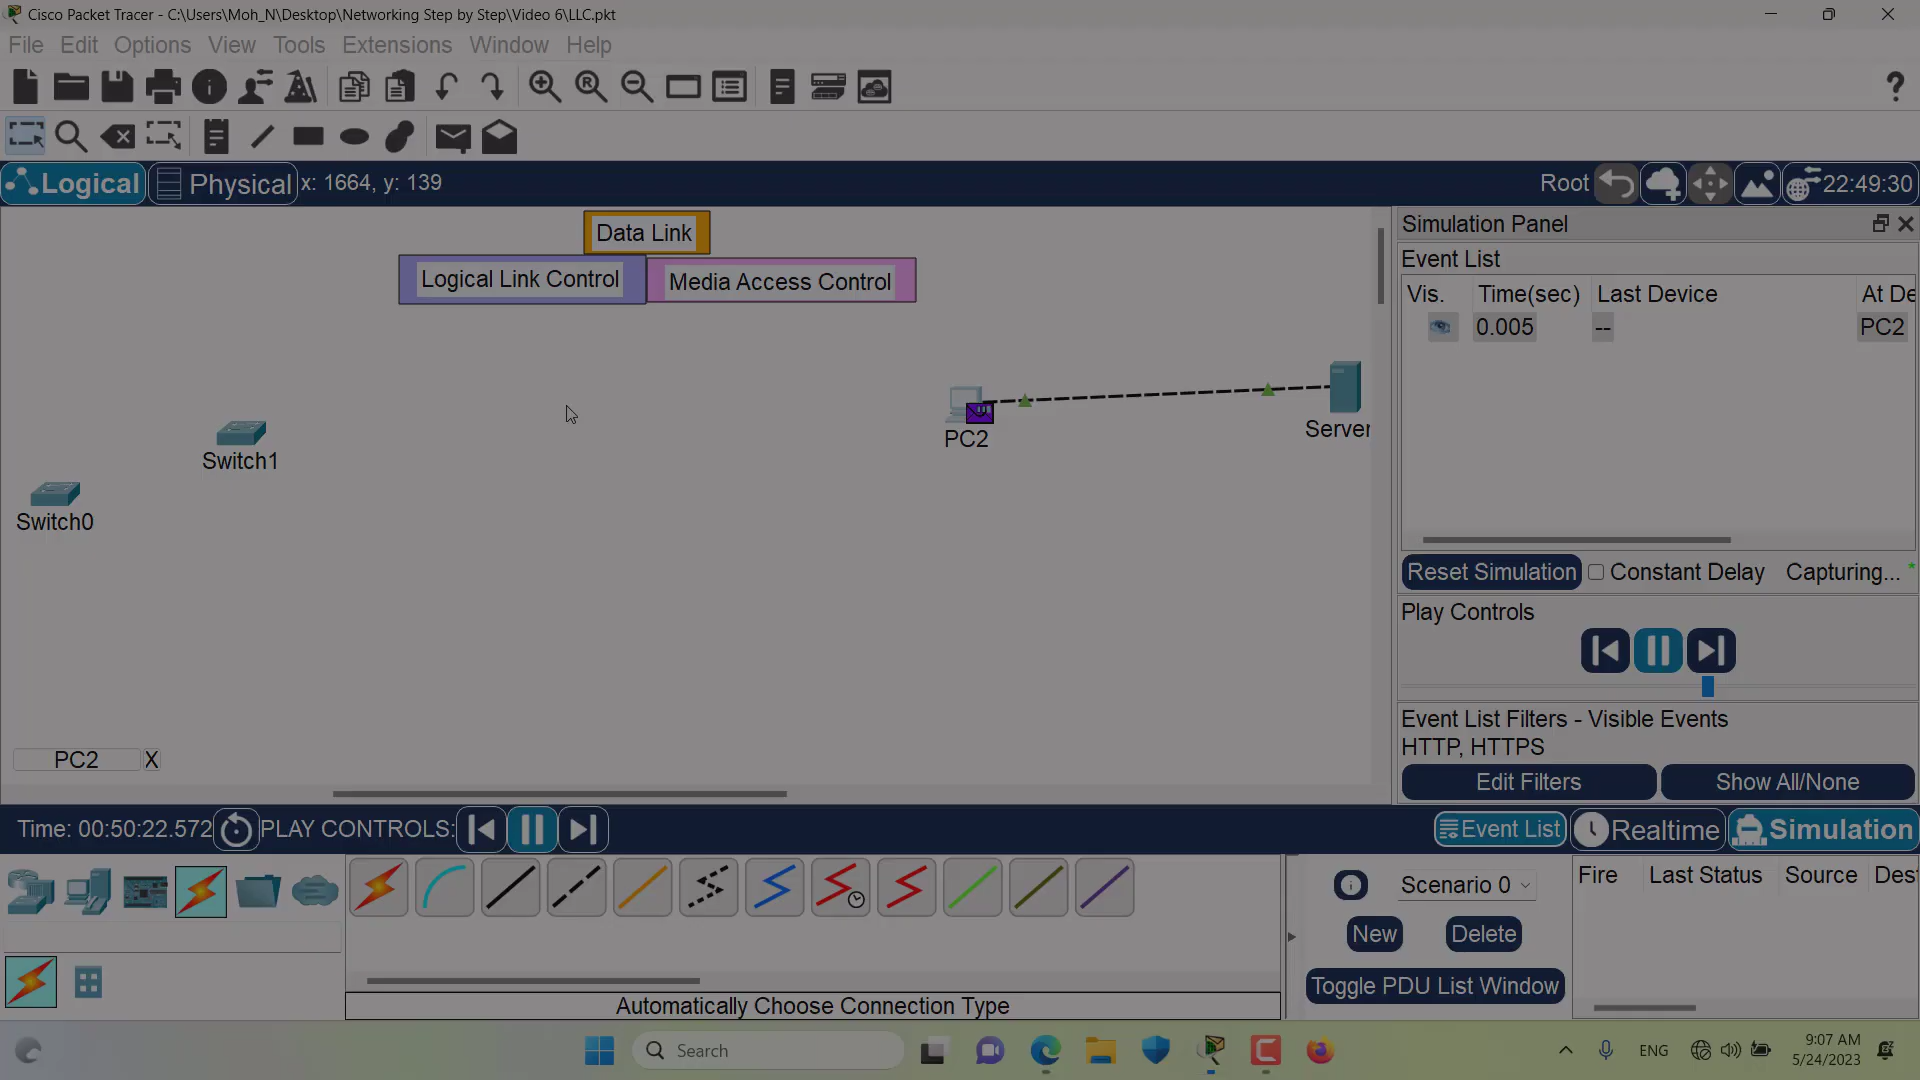 Cisco Packet Tracer - C:\Users\Moh_N\Desktop\Networking Step by Step\Video 6\LLC.pkt
File Edit Options View Tools Extensions Window Help
Logical Physical x: 1664, y: 139 Root 22:49:30
Data Link
Logical Link Control Media Access Control
PC2
Server
Switch1
Switch0
PC2 X
Simulation Panel
Event List
Vis. Time(sec) Last Device At De
0.005 -- PC2
Reset Simulation Constant Delay Capturing... *
Play Controls
Event List Filters - Visible Events
HTTP, HTTPS
Edit Filters Show All/None
Time: 00:50:22.572 PLAY CONTROLS: Event List Realtime Simulation
Scenario 0
New Delete
Toggle PDU List Window
Fire Last Status Source Dest
Automatically Choose Connection Type
Search
ENG
9:07 AM
5/24/2023